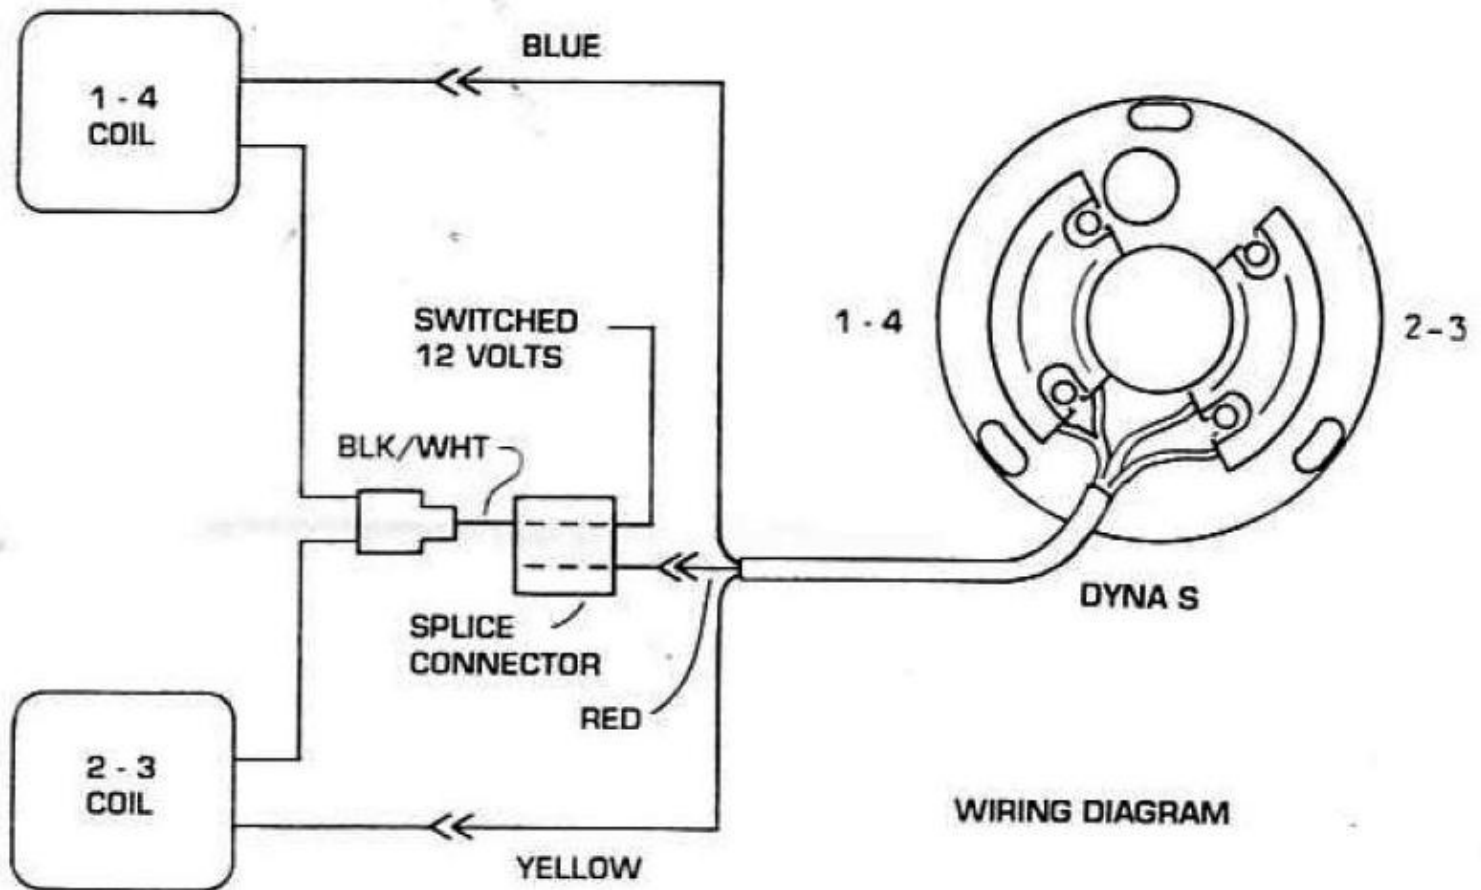 BLUE
1 - 4
COIL
SWITCHED
12 VOLTS
1 - 4
2-3
BLK/WHT
SPLICE
CONNECTOR
DYNA S
RED
2 - 3
COIL
WIRING DIAGRAM
YELLOW